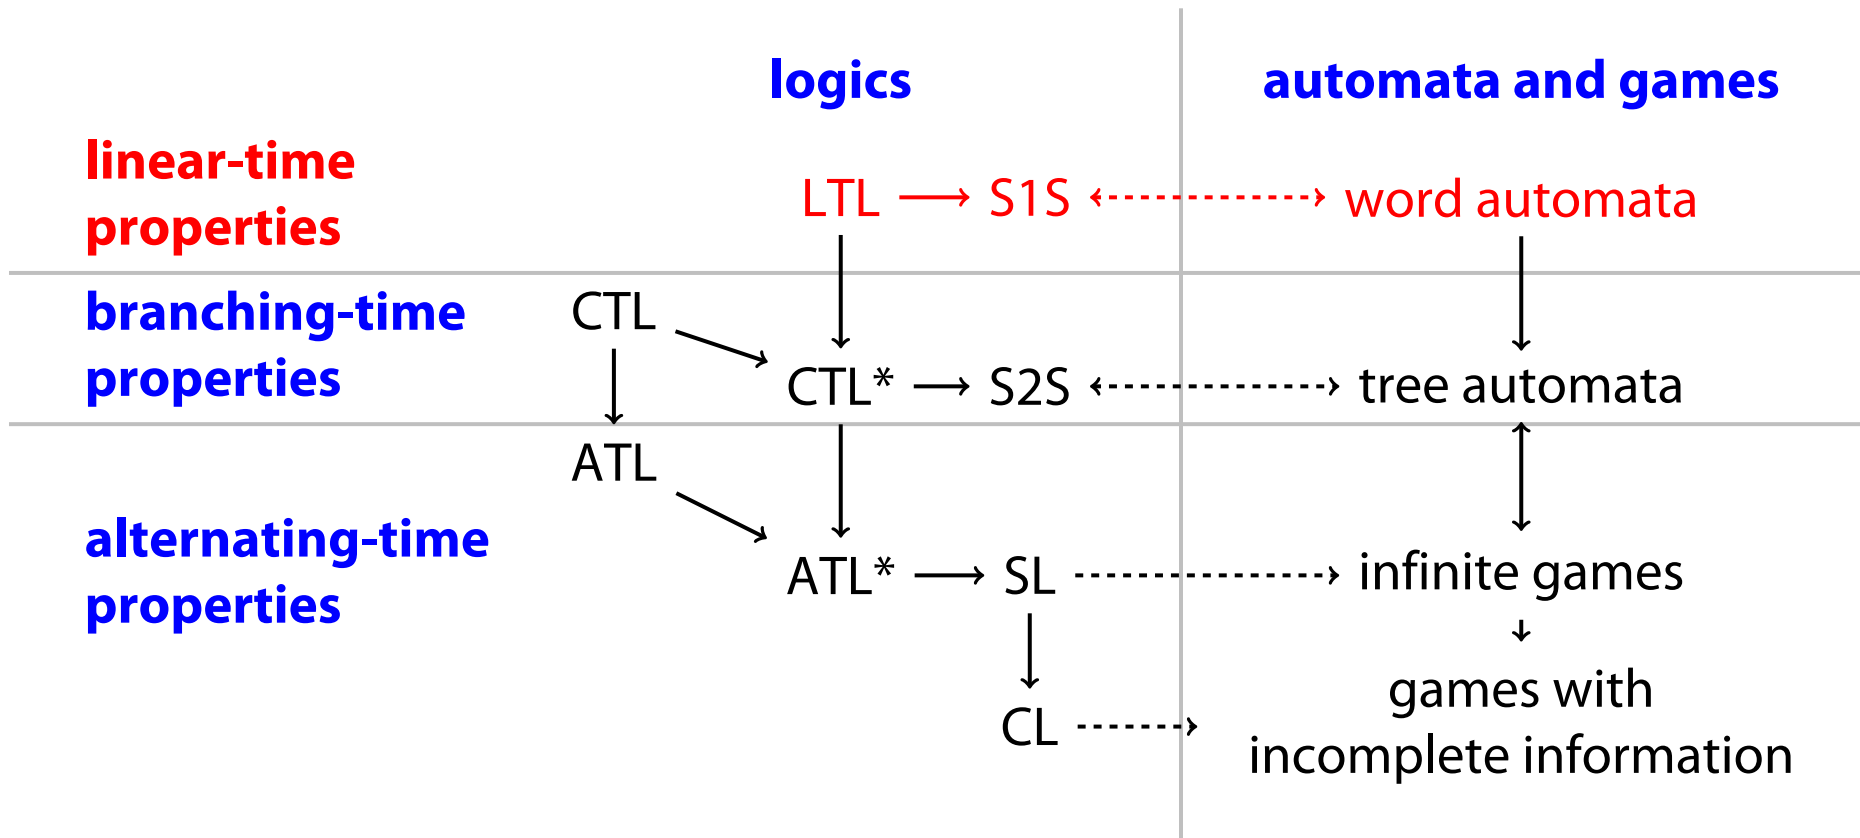 logics
automata and games
linear-time
properties
LTL
S1S
word automata
branching-time
properties
CTL
CTL*
S2S
tree automata
alternating-time
properties
ATL
ATL*
SL
infinite games
CL
games with
incomplete information